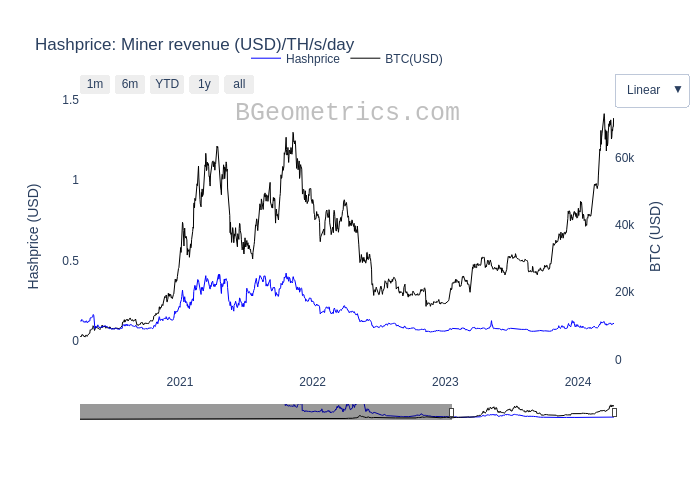 Hashprice: Miner revenue (USD)/TH/s/day
Hashprice
BTC(USD)
1m
6m
YTD
1y
all
Linear ▼
BGeometrics.com
1.5
1
0.5
0
Hashprice (USD)
60k
40k
20k
0
BTC (USD)
2021
2022
2023
2024